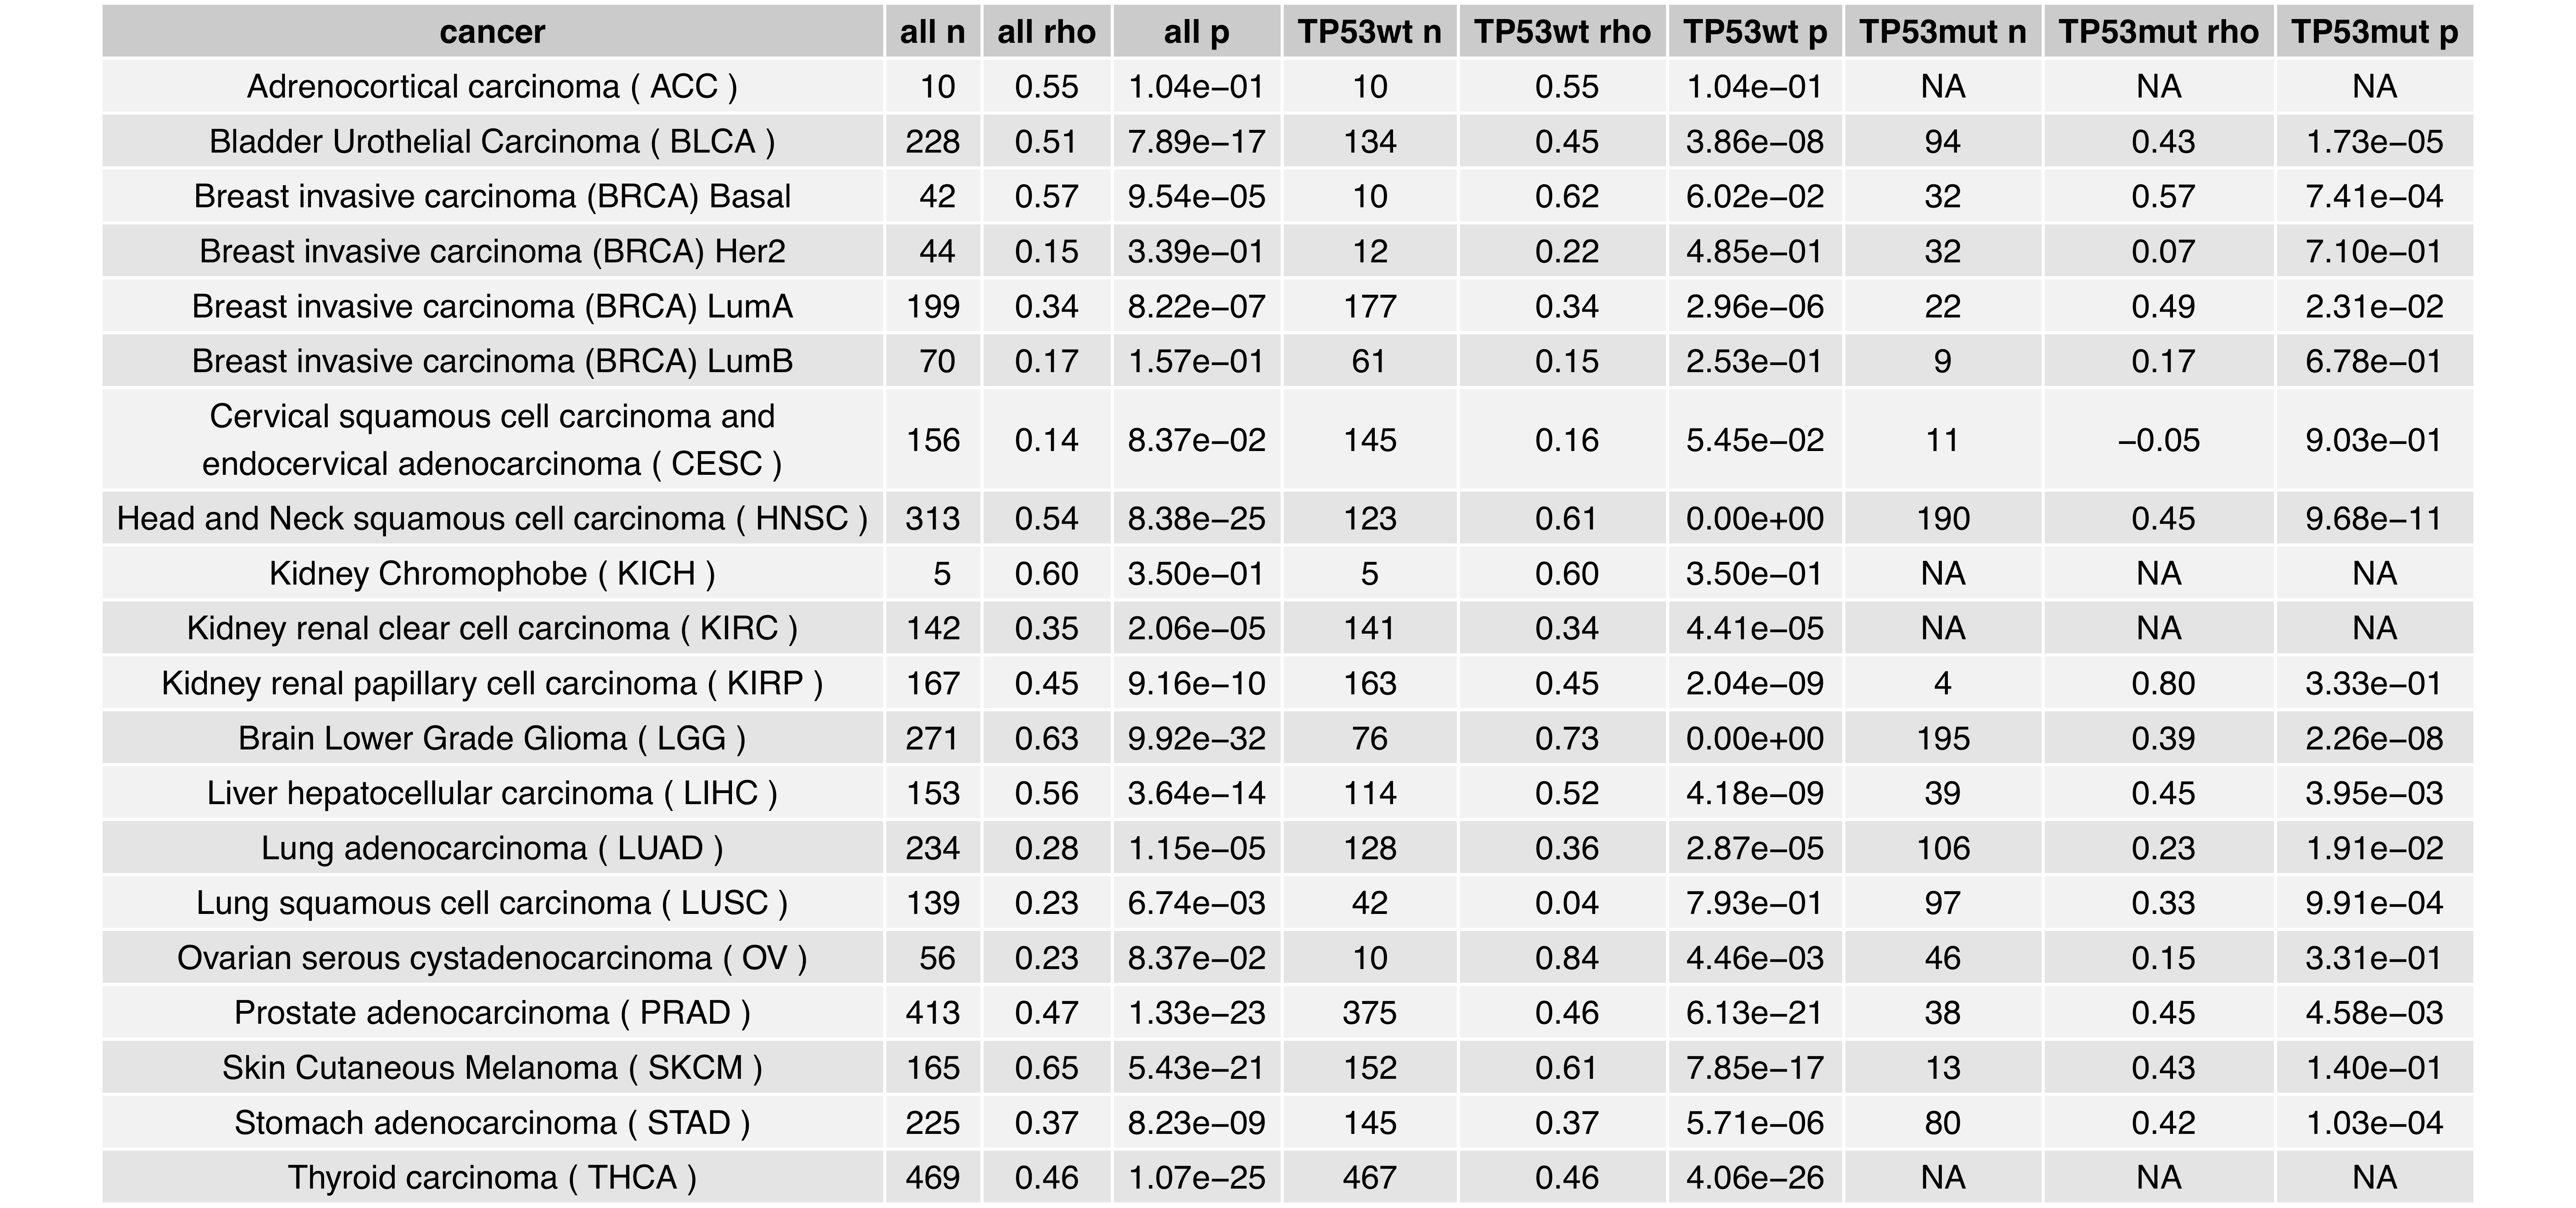 cancer all n all rho all p TP53wt n TP53wt rho TP53wt p TP53mut n TP53mut rho TP53mut p
Adrenocortical carcinoma ( ACC ) 10 0.55 1.04e−01 10 0.55 1.04e−01 NA NA NA
Bladder Urothelial Carcinoma ( BLCA ) 228 0.51 7.89e−17 134 0.45 3.86e−08 94 0.43 1.73e−05
Breast invasive carcinoma (BRCA) Basal 42 0.57 9.54e−05 10 0.62 6.02e−02 32 0.57 7.41e−04
Breast invasive carcinoma (BRCA) Her2 44 0.15 3.39e−01 12 0.22 4.85e−01 32 0.07 7.10e−01
Breast invasive carcinoma (BRCA) LumA 199 0.34 8.22e−07 177 0.34 2.96e−06 22 0.49 2.31e−02
Breast invasive carcinoma (BRCA) LumB 70 0.17 1.57e−01 61 0.15 2.53e−01 9 0.17 6.78e−01
Cervical squamous cell carcinoma and
endocervical adenocarcinoma ( CESC ) 156 0.14 8.37e−02 145 0.16 5.45e−02 11 −0.05 9.03e−01
Head and Neck squamous cell carcinoma ( HNSC ) 313 0.54 8.38e−25 123 0.61 0.00e+00 190 0.45 9.68e−11
Kidney Chromophobe ( KICH ) 5 0.60 3.50e−01 5 0.60 3.50e−01 NA NA NA
Kidney renal clear cell carcinoma ( KIRC ) 142 0.35 2.06e−05 141 0.34 4.41e−05 NA NA NA
Kidney renal papillary cell carcinoma ( KIRP ) 167 0.45 9.16e−10 163 0.45 2.04e−09 4 0.80 3.33e−01
Brain Lower Grade Glioma ( LGG ) 271 0.63 9.92e−32 76 0.73 0.00e+00 195 0.39 2.26e−08
Liver hepatocellular carcinoma ( LIHC ) 153 0.56 3.64e−14 114 0.52 4.18e−09 39 0.45 3.95e−03
Lung adenocarcinoma ( LUAD ) 234 0.28 1.15e−05 128 0.36 2.87e−05 106 0.23 1.91e−02
Lung squamous cell carcinoma ( LUSC ) 139 0.23 6.74e−03 42 0.04 7.93e−01 97 0.33 9.91e−04
Ovarian serous cystadenocarcinoma ( OV ) 56 0.23 8.37e−02 10 0.84 4.46e−03 46 0.15 3.31e−01
Prostate adenocarcinoma ( PRAD ) 413 0.47 1.33e−23 375 0.46 6.13e−21 38 0.45 4.58e−03
Skin Cutaneous Melanoma ( SKCM ) 165 0.65 5.43e−21 152 0.61 7.85e−17 13 0.43 1.40e−01
Stomach adenocarcinoma ( STAD ) 225 0.37 8.23e−09 145 0.37 5.71e−06 80 0.42 1.03e−04
Thyroid carcinoma ( THCA ) 469 0.46 1.07e−25 467 0.46 4.06e−26 NA NA NA